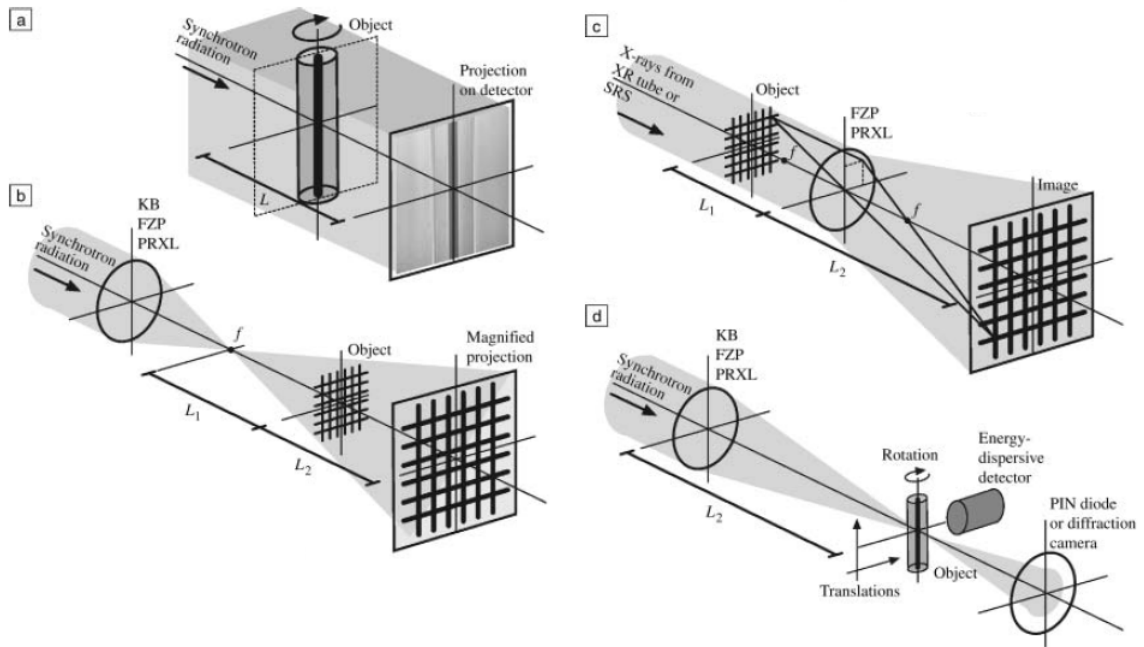 a
Synchrotron
radiation
Object
Projection
on detector
L
b
KB
FZP
PRXL
Synchrotron
radiation
f
Object
Magnified
projection
L1
L2
c
X-rays from
XR tube or
SRS
Object
f
FZP
PRXL
f
Image
L1
L2
d
KB
FZP
PRXL
Synchrotron
radiation
L2
Rotation
Energy-
dispersive
detector
PIN diode
or diffraction
camera
Object
Translations